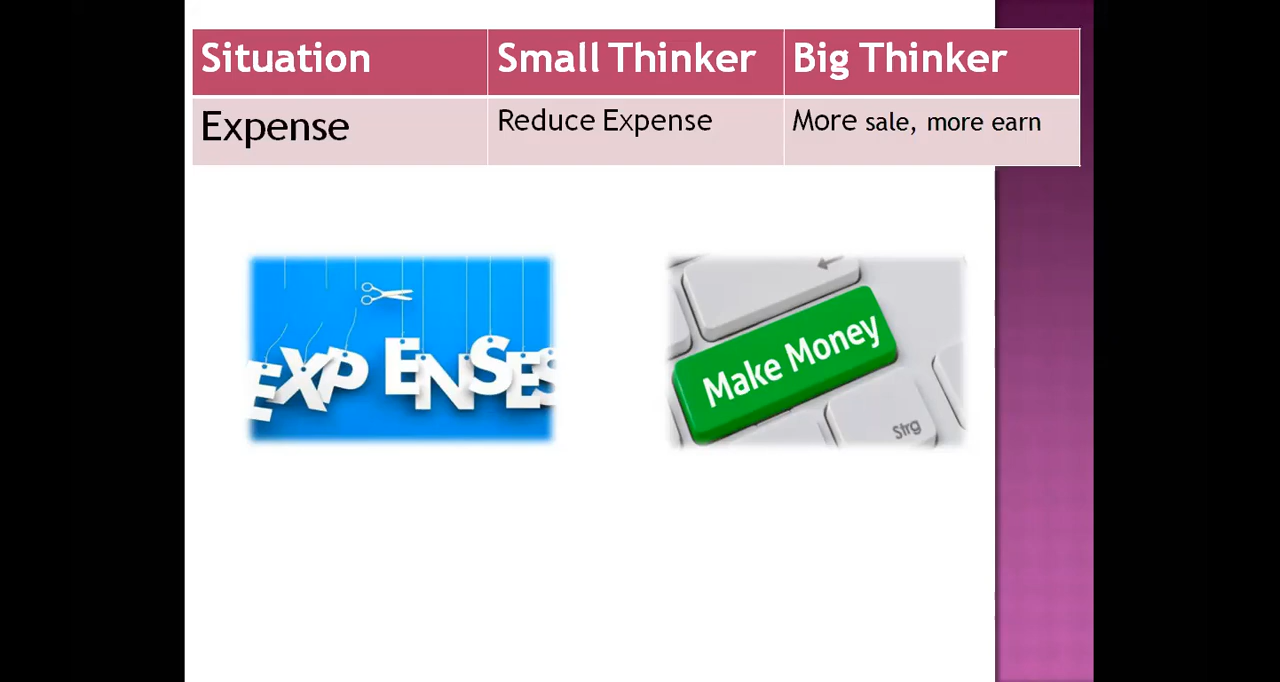 Situation Small Thinker Big Thinker
Expense Reduce Expense More sale, more earn
EXPENSES
Make Money
Strg